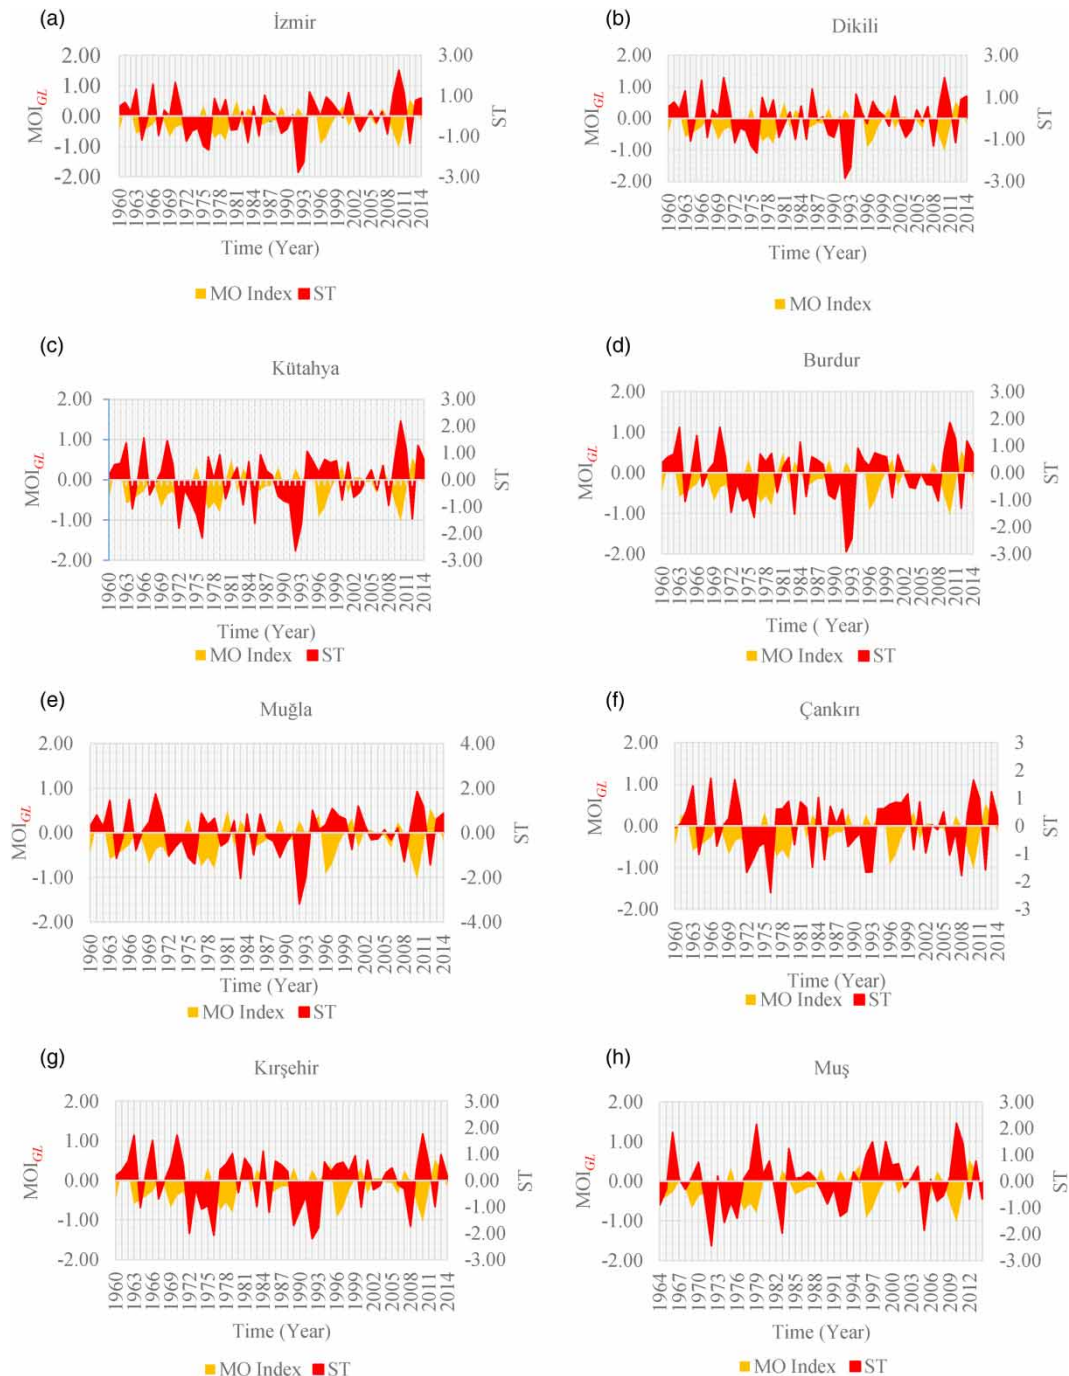 (a)
İzmir
2.00
1.00
0.00
-1.00
-2.00
3.00
1.00
-1.00
-3.00
MOI_GL
ST
1960 1963 1966 1969 1972 1975 1978 1981 1984 1987 1990 1993 1996 1999 2002 2005 2008 2011 2014
Time (Year)
MO Index ST
(b)
Dikili
2.00
1.00
0.00
-1.00
-2.00
3.00
1.00
-1.00
-3.00
MOI_GL
ST
1960 1963 1966 1969 1972 1975 1978 1981 1984 1987 1990 1993 1996 1999 2002 2005 2008 2011 2014
Time (Year)
MO Index
(c)
Kütahya
2.00
1.00
0.00
-1.00
-2.00
3.00
2.00
1.00
0.00
-1.00
-2.00
-3.00
MOI_GL
ST
1960 1963 1966 1969 1972 1975 1978 1981 1984 1987 1990 1993 1996 1999 2002 2005 2008 2011 2014
Time (Year)
MO Index ST
(d)
Burdur
2.00
1.00
0.00
-1.00
-2.00
3.00
2.00
1.00
0.00
-1.00
-2.00
-3.00
MOI_GL
ST
1960 1963 1966 1969 1972 1975 1978 1981 1984 1987 1990 1993 1996 1999 2002 2005 2008 2011 2014
Time ( Year)
MO Index ST
(e)
Muğla
2.00
1.00
0.00
-1.00
-2.00
4.00
2.00
0.00
-2.00
-4.00
MOI_GL
ST
1960 1963 1966 1969 1972 1975 1978 1981 1984 1987 1990 1993 1996 1999 2002 2005 2008 2011 2014
Time (Year)
MO Index ST
(f)
Çankırı
2.00
1.00
0.00
-1.00
-2.00
3
2
1
0
-1
-2
-3
MOI_GL
ST
1960 1963 1966 1969 1972 1975 1978 1981 1984 1987 1990 1993 1996 1999 2002 2005 2008 2011 2014
Time (Year)
MO Index ST
(g)
Kırşehir
2.00
1.00
0.00
-1.00
-2.00
3.00
2.00
1.00
0.00
-1.00
-2.00
-3.00
MOI_GL
ST
1960 1963 1966 1969 1972 1975 1978 1981 1984 1987 1990 1993 1996 1999 2002 2005 2008 2011 2014
Time (Year)
MO Index ST
(h)
Muş
2.00
1.00
0.00
-1.00
-2.00
3.00
2.00
1.00
0.00
-1.00
-2.00
-3.00
MOI_GL
ST
1964 1967 1970 1973 1976 1979 1982 1985 1988 1991 1994 1997 2000 2003 2006 2009 2012
Time (Year)
MO Index ST